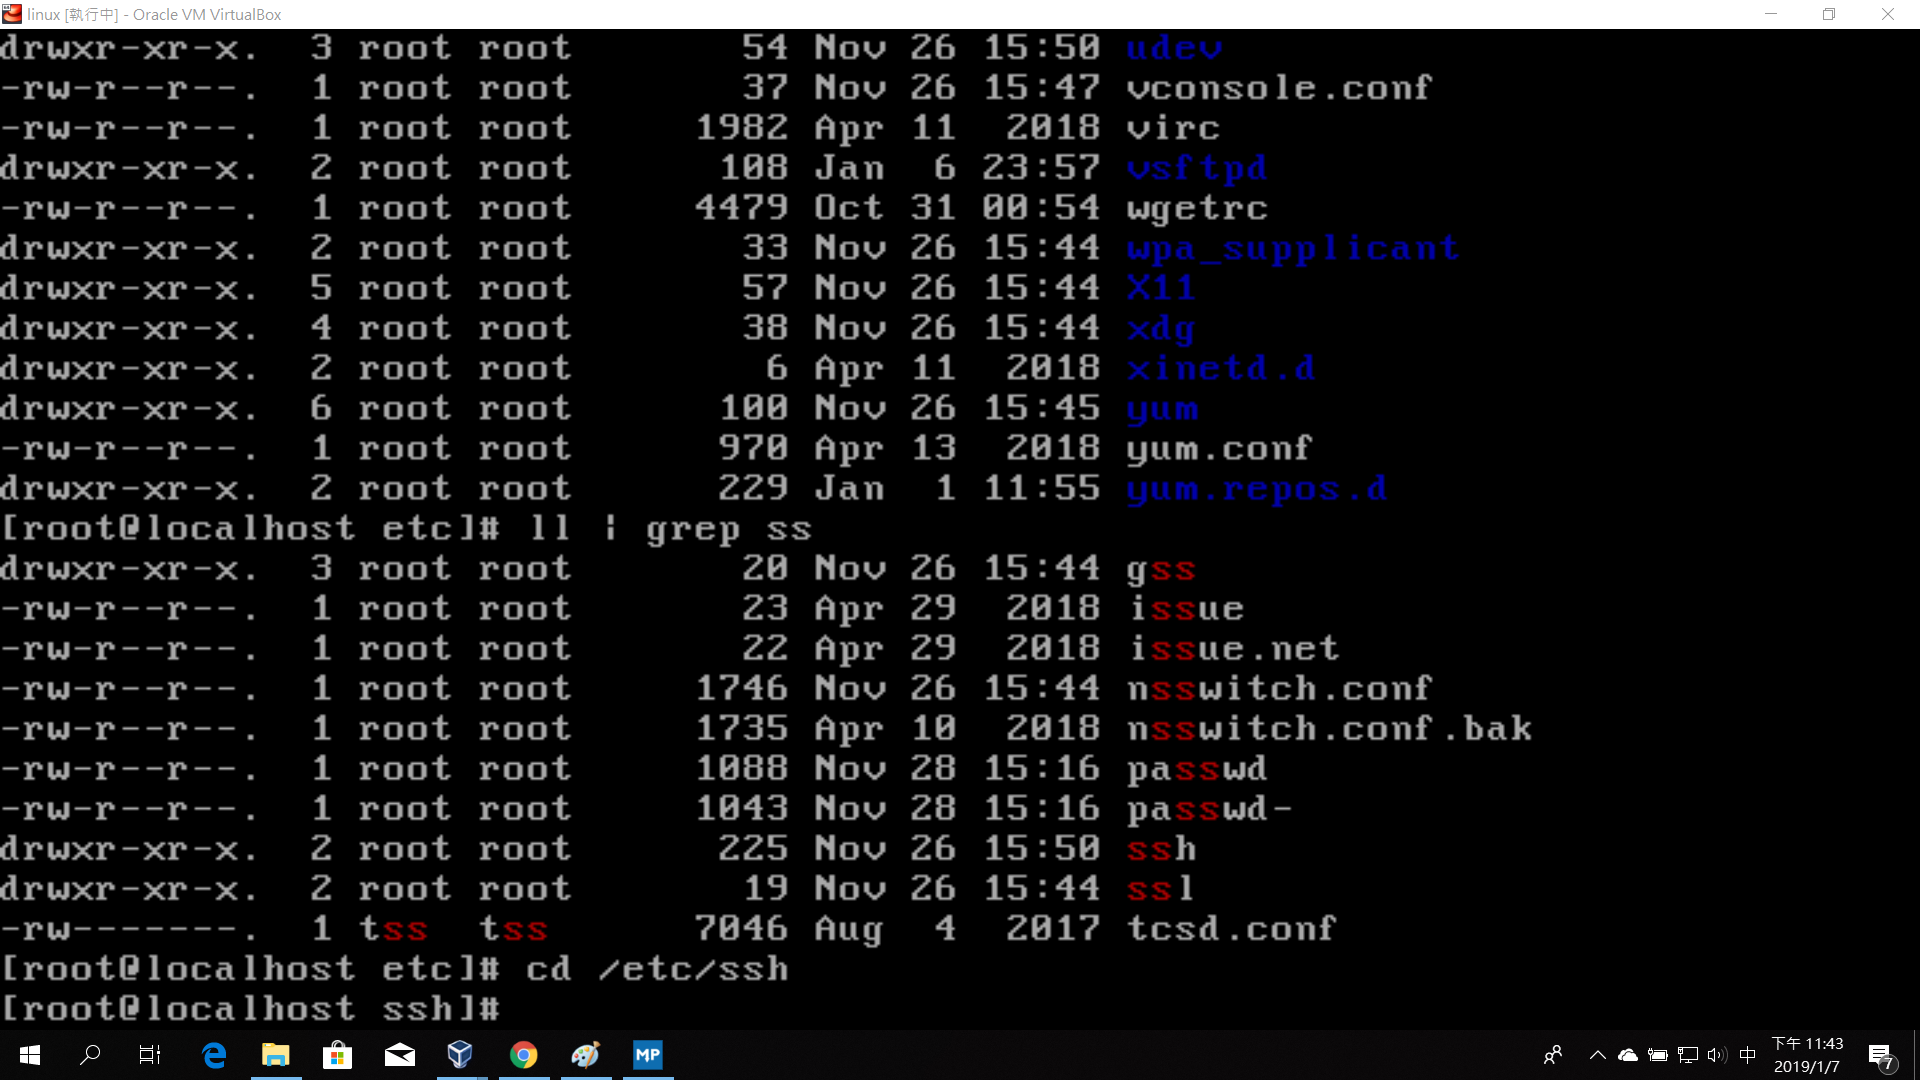 linux [執行中] - Oracle VM VirtualBox
drwxr-xr-x. 3 root root 54 Nov 26 15:50 udev
-rw-r--r--. 1 root root 37 Nov 26 15:47 vconsole.conf
-rw-r--r--. 1 root root 1982 Apr 11 2018 virc
drwxr-xr-x. 2 root root 108 Jan 6 23:57 vsftpd
-rw-r--r--. 1 root root 4479 Oct 31 00:54 wgetrc
drwxr-xr-x. 2 root root 33 Nov 26 15:44 wpa_supplicant
drwxr-xr-x. 5 root root 57 Nov 26 15:44 X11
drwxr-xr-x. 4 root root 38 Nov 26 15:44 xdg
drwxr-xr-x. 2 root root 6 Apr 11 2018 xinetd.d
drwxr-xr-x. 6 root root 100 Nov 26 15:45 yum
-rw-r--r--. 1 root root 970 Apr 13 2018 yum.conf
drwxr-xr-x. 2 root root 229 Jan 1 11:55 yum.repos.d
[root@localhost etc]# ll | grep ss
drwxr-xr-x. 3 root root 20 Nov 26 15:44 gss
-rw-r--r--. 1 root root 23 Apr 29 2018 issue
-rw-r--r--. 1 root root 22 Apr 29 2018 issue.net
-rw-r--r--. 1 root root 1746 Nov 26 15:44 nsswitch.conf
-rw-r--r--. 1 root root 1735 Apr 10 2018 nsswitch.conf.bak
-rw-r--r--. 1 root root 1088 Nov 28 15:16 passwd
-rw-r--r--. 1 root root 1043 Nov 28 15:16 passwd-
drwxr-xr-x. 2 root root 225 Nov 26 15:50 ssh
drwxr-xr-x. 2 root root 19 Nov 26 15:44 ssl
-rw-------. 1 tss tss 7046 Aug 4 2017 tcsd.conf
[root@localhost etc]# cd /etc/ssh
[root@localhost ssh]#
MP
中
下午 11:43
2019/1/7
7